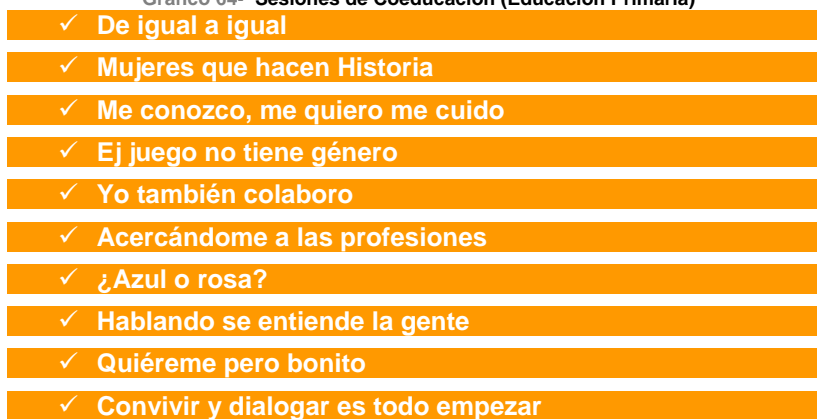 Gráfico 04- Sesiones de Coeducación (Educación Primaria)
✓ De igual a igual
✓ Mujeres que hacen Historia
✓ Me conozco, me quiero me cuido
✓ Ej juego no tiene género
✓ Yo también colaboro
✓ Acercándome a las profesiones
✓ ¿Azul o rosa?
✓ Hablando se entiende la gente
✓ Quiéreme pero bonito
✓ Convivir y dialogar es todo empezar